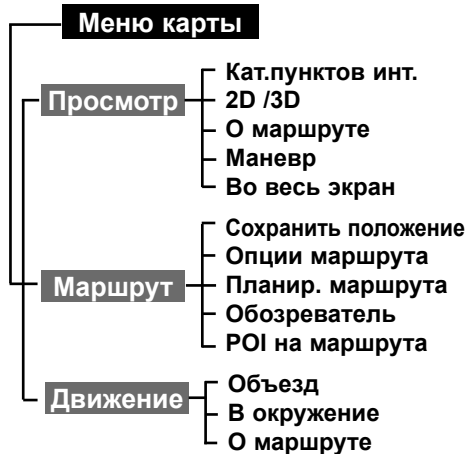 Меню карты
Просмотр
Кат.пунктов инт.
2D /3D
О маршруте
Маневр
Во весь экран
Маршрут
Сохранить положение
Опции маршрута
Планир. маршрута
Обозреватель
POI на маршрута
Движение
Объезд
В окружение
О маршруте